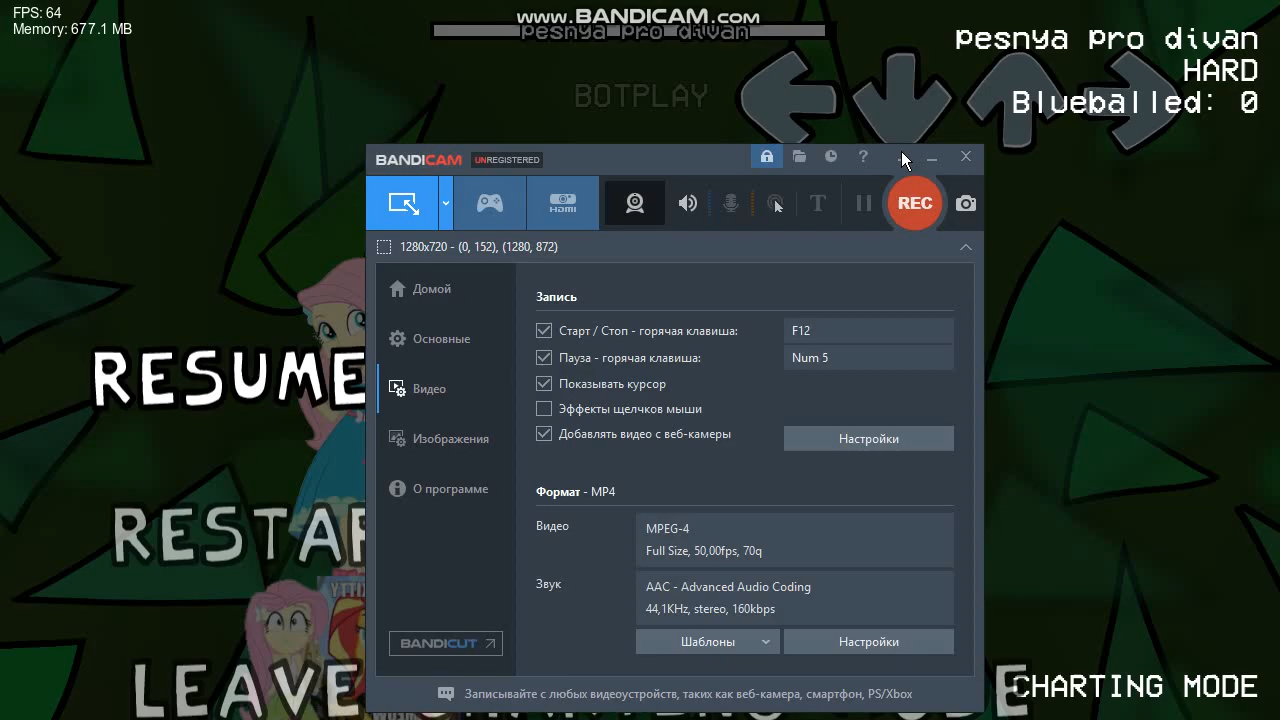 FPS: 64
Memory: 677.1 MB
www.BANDICAM.com
pesnya pro divan
pesnya pro divan
HARD
Blueballed: 0
BOTPLAY
BANDICAM UNREGISTERED
HDMI
REC
1280x720 - (0, 152), (1280, 872)
Домой
Основные
Видео
Изображения
О программе
BANDICUT
Запись
Старт / Стоп - горячая клавиша: F12
Пауза - горячая клавиша: Num 5
Показывать курсор
Эффекты щелчков мыши
Добавлять видео с веб-камеры
Настройки
Формат - MP4
Видео
MPEG-4
Full Size, 50,00fps, 70q
Звук
AAC - Advanced Audio Coding
44,1KHz, stereo, 160kbps
Шаблоны
Настройки
Записывайте с любых видеоустройств, таких как веб-камера, смартфон, PS/Xbox
RESUME
LEAVE
CHARTING MODE